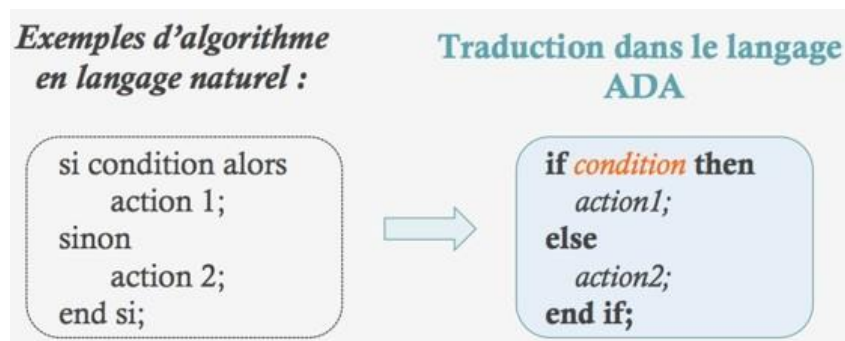 Exemples d'algorithme
en langage naturel :
si condition alors
action 1;
sinon
action 2;
end si;
Traduction dans le langage
ADA
if condition then
action1;
else
action2;
end if;